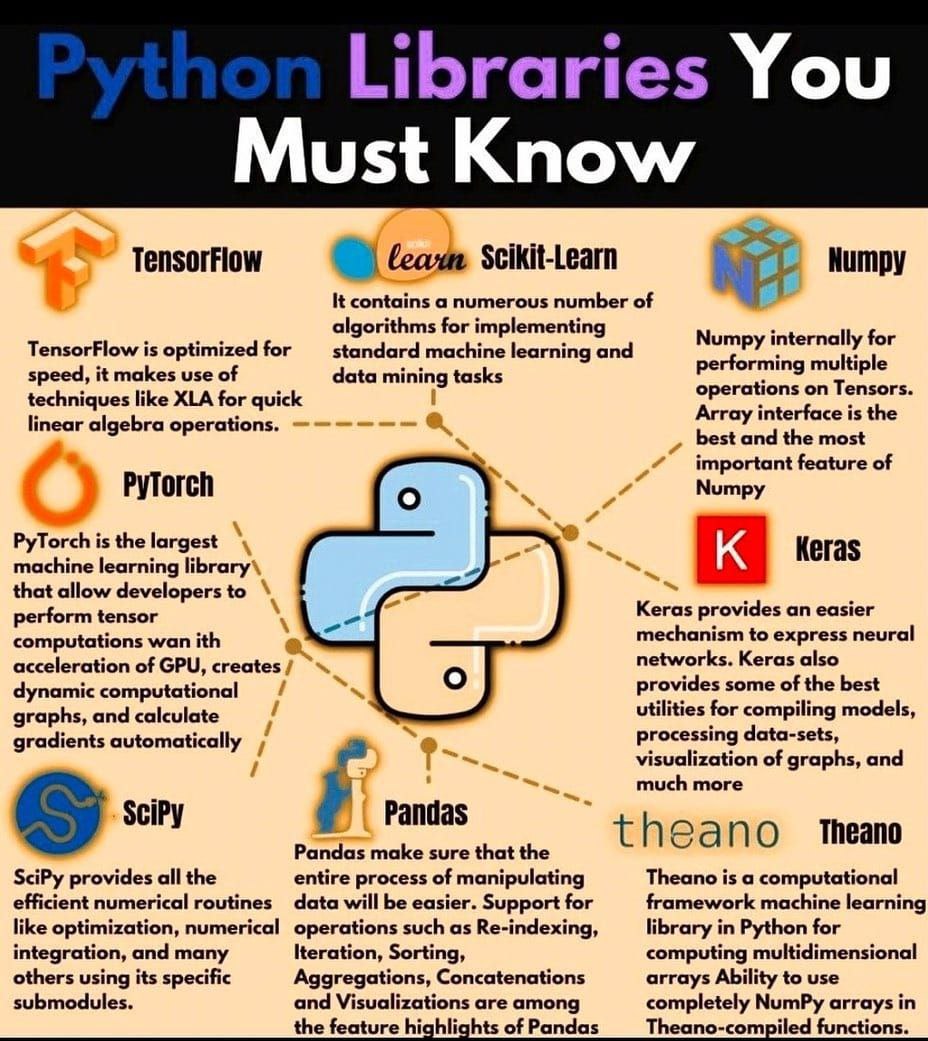 Python Libraries You
Must Know
TensorFlow
TensorFlow is optimized for
speed, it makes use of
techniques like XLA for quick
linear algebra operations.
scikit
learn
Scikit-Learn
It contains a numerous number of
algorithms for implementing
standard machine learning and
data mining tasks
N
Numpy
Numpy internally for
performing multiple
operations on Tensors.
Array interface is the
best and the most
important feature of
Numpy
PyTorch
PyTorch is the largest
machine learning library
that allow developers to
perform tensor
computations wan ith
acceleration of GPU, creates
dynamic computational
graphs, and calculate
gradients automatically
K
Keras
Keras provides an easier
mechanism to express neural
networks. Keras also
provides some of the best
utilities for compiling models,
processing data-sets,
visualization of graphs, and
much more
SciPy
SciPy provides all the
efficient numerical routines
like optimization, numerical
integration, and many
others using its specific
submodules.
Pandas
Pandas make sure that the
entire process of manipulating
data will be easier. Support for
operations such as Re-indexing,
Iteration, Sorting,
Aggregations, Concatenations
and Visualizations are among
the feature highlights of Pandas
theano
Theano
Theano is a computational
framework machine learning
library in Python for
computing multidimensional
arrays Ability to use
completely NumPy arrays in
Theano-compiled functions.